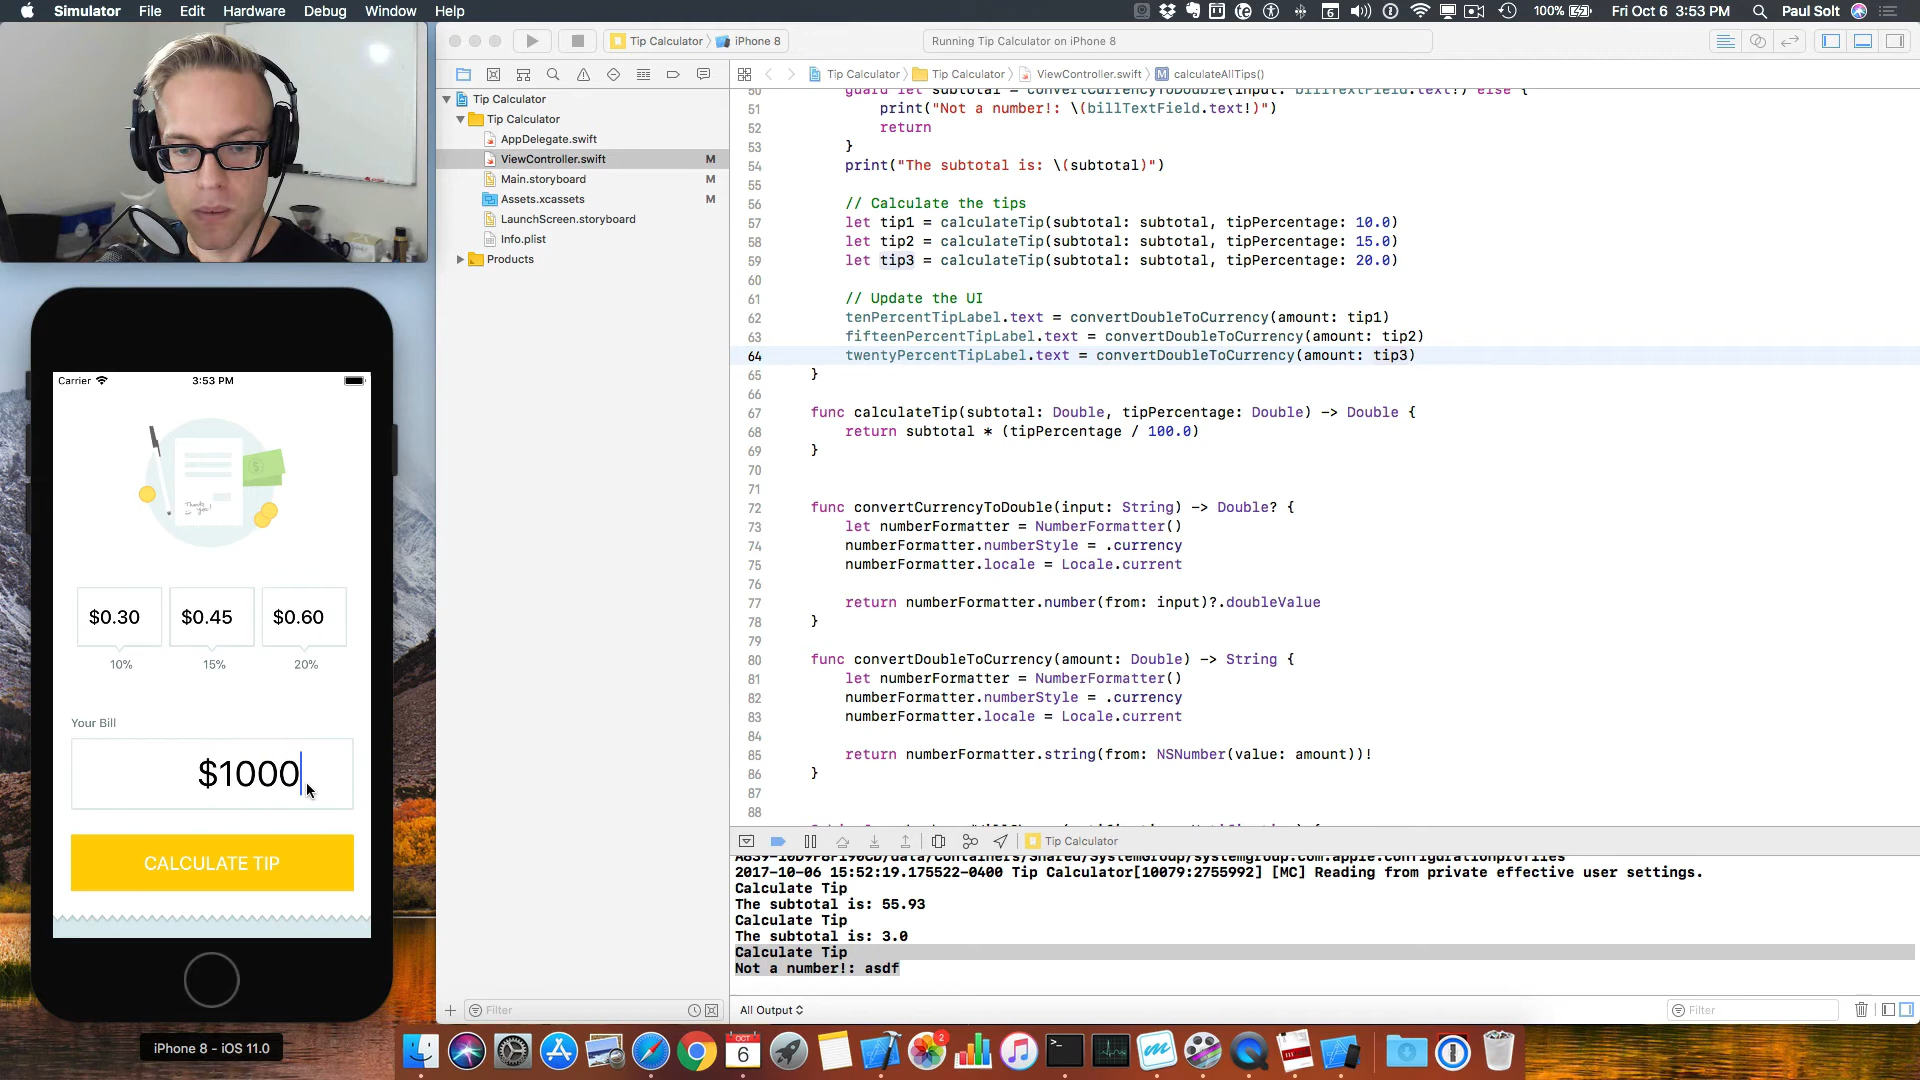 Simulator File Edit Hardware Debug Window Help
100% Fri Oct 6 3:53 PM Paul Solt
Tip Calculator iPhone 8
Running Tip Calculator on iPhone 8
Tip Calculator Tip Calculator ViewController.swift calculateAllTips()
Tip Calculator
Tip Calculator
AppDelegate.swift
ViewController.swift M
Main.storyboard M
Assets.xcassets M
LaunchScreen.storyboard
Info.plist
Products
Filter
50 guard let subtotal = convertCurrencyToDouble(input: billTextField.text!) else {
51 print("Not a number!: \(billTextField.text!)")
52 return
53 }
54 print("The subtotal is: \(subtotal)")
55
56 // Calculate the tips
57 let tip1 = calculateTip(subtotal: subtotal, tipPercentage: 10.0)
58 let tip2 = calculateTip(subtotal: subtotal, tipPercentage: 15.0)
59 let tip3 = calculateTip(subtotal: subtotal, tipPercentage: 20.0)
60
61 // Update the UI
62 tenPercentTipLabel.text = convertDoubleToCurrency(amount: tip1)
63 fifteenPercentTipLabel.text = convertDoubleToCurrency(amount: tip2)
64 twentyPercentTipLabel.text = convertDoubleToCurrency(amount: tip3)
65 }
66
67 func calculateTip(subtotal: Double, tipPercentage: Double) -> Double {
68 return subtotal * (tipPercentage / 100.0)
69 }
70
71
72 func convertCurrencyToDouble(input: String) -> Double? {
73 let numberFormatter = NumberFormatter()
74 numberFormatter.numberStyle = .currency
75 numberFormatter.locale = Locale.current
76
77 return numberFormatter.number(from: input)?.doubleValue
78 }
79
80 func convertDoubleToCurrency(amount: Double) -> String {
81 let numberFormatter = NumberFormatter()
82 numberFormatter.numberStyle = .currency
83 numberFormatter.locale = Locale.current
84
85 return numberFormatter.string(from: NSNumber(value: amount))!
86 }
87
88
Tip Calculator
2017-10-06 15:52:19.175522-0400 Tip Calculator[10079:2755992] [MC] Reading from private effective user settings.
Calculate Tip
The subtotal is: 55.93
Calculate Tip
The subtotal is: 3.0
Calculate Tip
Not a number!: asdf
All Output
Filter
Carrier 3:53 PM
Thank you!
$0.30 $0.45 $0.60
10% 15% 20%
Your Bill
$1000
CALCULATE TIP
iPhone 8 - iOS 11.0
OCT
6
2